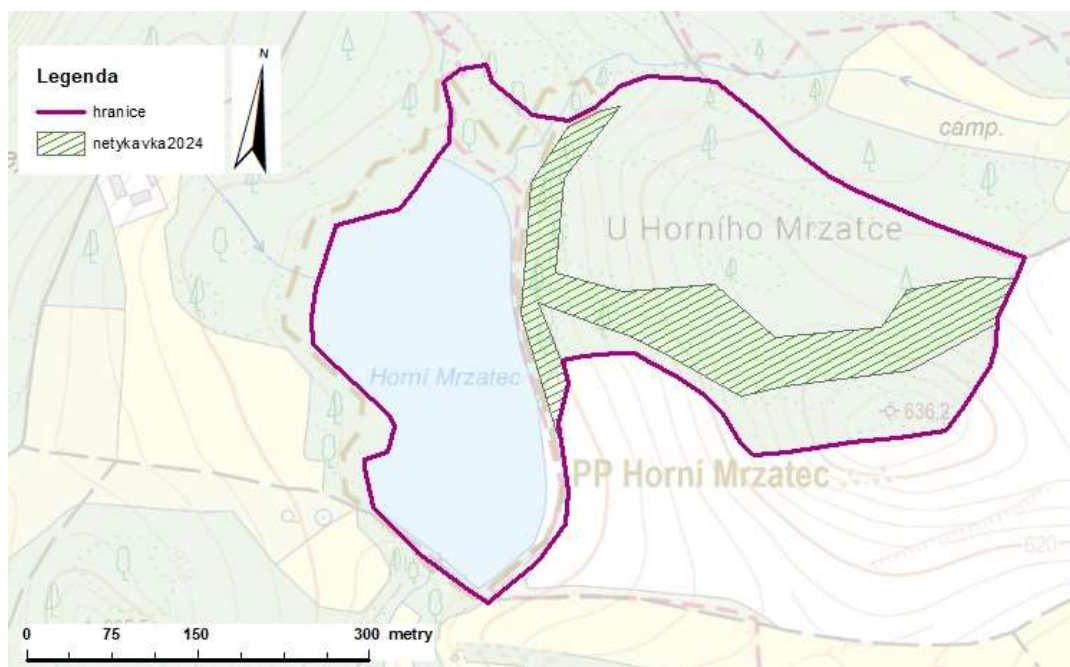 Legenda
hranice
netykavka2024
N
camp.
U Horního Mrzatce
Horní Mrzatec
636,2
PP Horní Mrzatec
620
0 75 150 300 metry